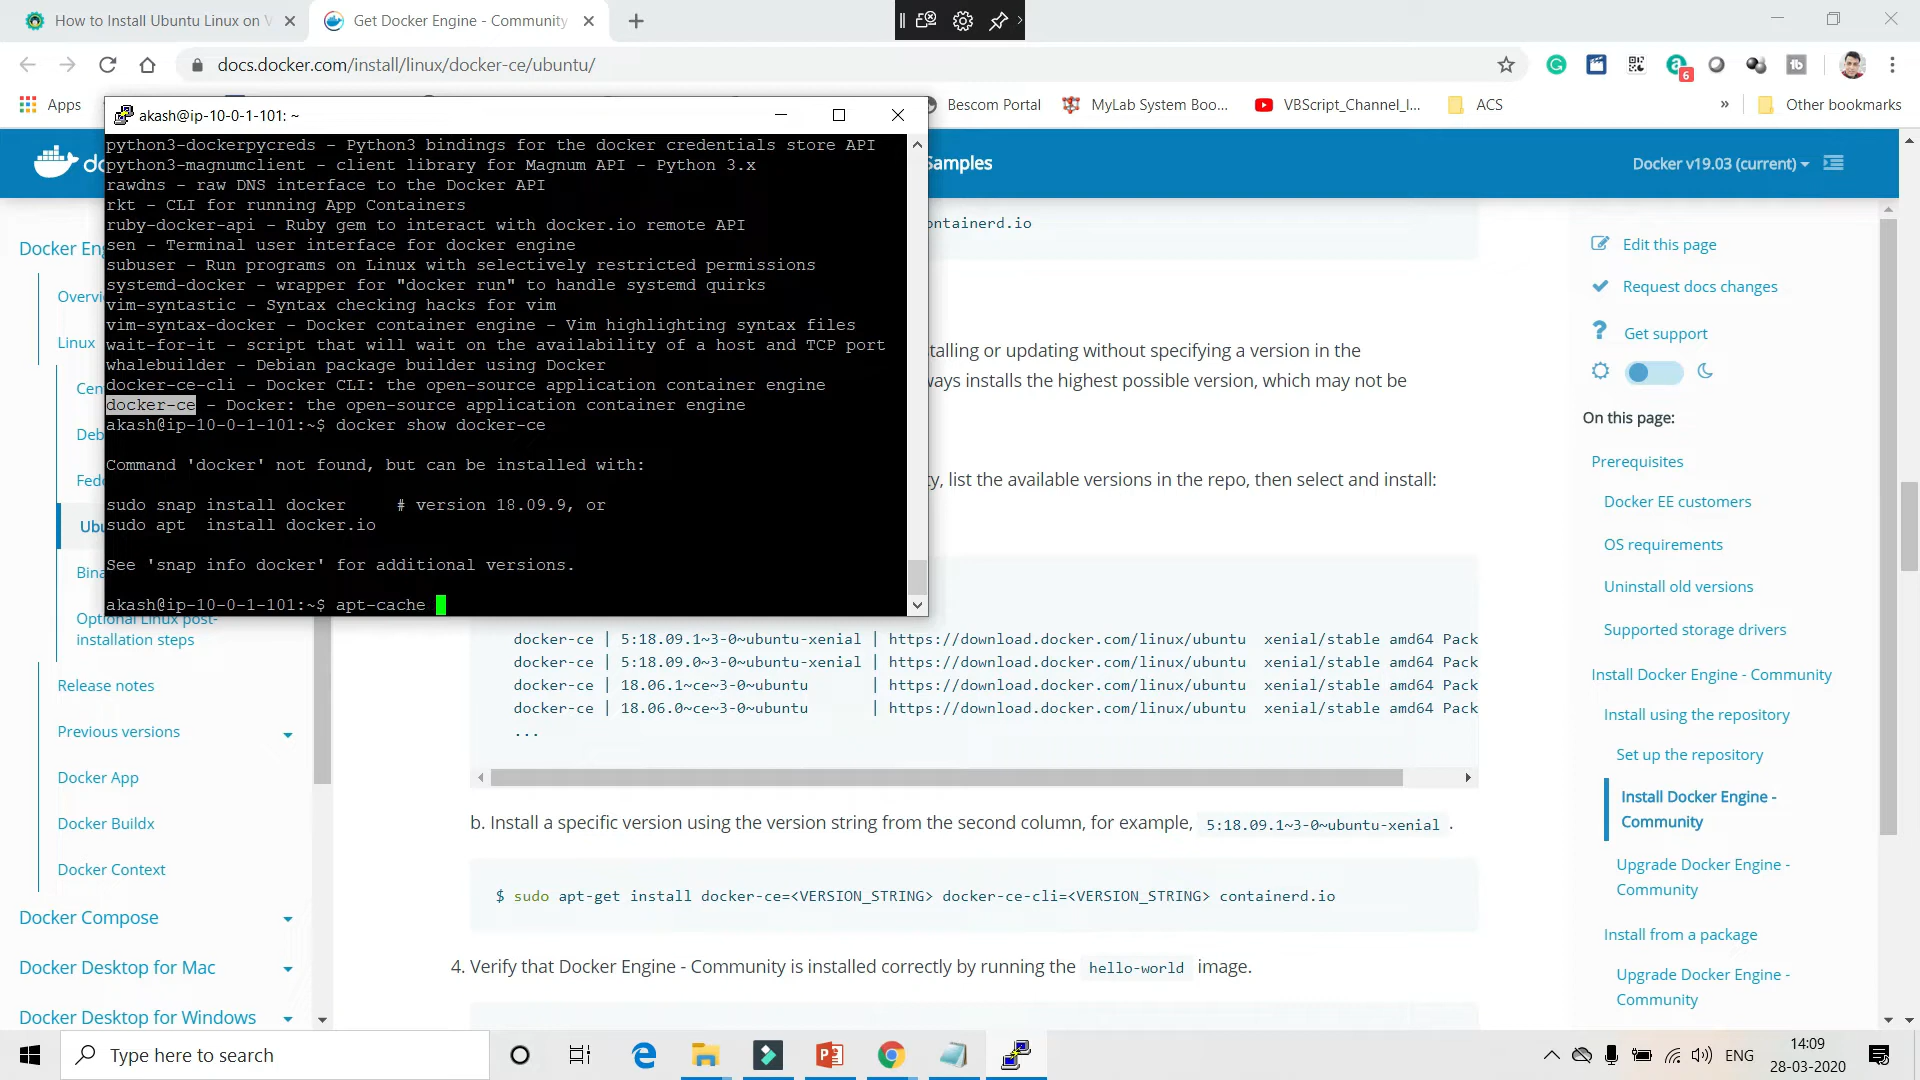 How to Install Ubuntu Linux on V
Get Docker Engine - Community
docs.docker.com/install/linux/docker-ce/ubuntu/
6
Apps
Bescom Portal
MyLab System Boo...
VBScript_Channel_I...
ACS
»
Other bookmarks
akash@ip-10-0-1-101: ~
python3-dockerpycreds - Python3 bindings for the docker credentials store API
python3-magnumclient - client library for Magnum API - Python 3.x
rawdns - raw DNS interface to the Docker API
rkt - CLI for running App Containers
ruby-docker-api - Ruby gem to interact with docker.io remote API
sen - Terminal user interface for docker engine
subuser - Run programs on Linux with selectively restricted permissions
systemd-docker - wrapper for "docker run" to handle systemd quirks
vim-syntastic - Syntax checking hacks for vim
vim-syntax-docker - Docker container engine - Vim highlighting syntax files
wait-for-it - script that will wait on the availability of a host and TCP port
whalebuilder - Debian package builder using Docker
docker-ce-cli - Docker CLI: the open-source application container engine
docker-ce - Docker: the open-source application container engine
akash@ip-10-0-1-101:~$ docker show docker-ce
Command 'docker' not found, but can be installed with:
sudo snap install docker     # version 18.09.9, or
sudo apt  install docker.io
See 'snap info docker' for additional versions.
akash@ip-10-0-1-101:~$ apt-cache
do
Samples
Docker v19.03 (current)
Docker Eng
Overvi
Linux
Cen
Deb
Fedo
Ubu
Bina
Optional Linux post-
installation steps
Release notes
Previous versions
Docker App
Docker Buildx
Docker Context
Docker Compose
Docker Desktop for Mac
Docker Desktop for Windows
ontainerd.io
stalling or updating without specifying a version in the
ways installs the highest possible version, which may not be
ty, list the available versions in the repo, then select and install:
docker-ce | 5:18.09.1~3-0~ubuntu-xenial | https://download.docker.com/linux/ubuntu  xenial/stable amd64 Pack
docker-ce | 5:18.09.0~3-0~ubuntu-xenial | https://download.docker.com/linux/ubuntu  xenial/stable amd64 Pack
docker-ce | 18.06.1~ce~3-0~ubuntu       | https://download.docker.com/linux/ubuntu  xenial/stable amd64 Pack
docker-ce | 18.06.0~ce~3-0~ubuntu       | https://download.docker.com/linux/ubuntu  xenial/stable amd64 Pack
...
b. Install a specific version using the version string from the second column, for example, 5:18.09.1~3-0~ubuntu-xenial .
$ sudo apt-get install docker-ce=<VERSION_STRING> docker-ce-cli=<VERSION_STRING> containerd.io
4. Verify that Docker Engine - Community is installed correctly by running the hello-world image.
Edit this page
Request docs changes
Get support
On this page:
Prerequisites
Docker EE customers
OS requirements
Uninstall old versions
Supported storage drivers
Install Docker Engine - Community
Install using the repository
Set up the repository
Install Docker Engine -
Community
Upgrade Docker Engine -
Community
Install from a package
Upgrade Docker Engine -
Community
Type here to search
ENG
14:09
28-03-2020